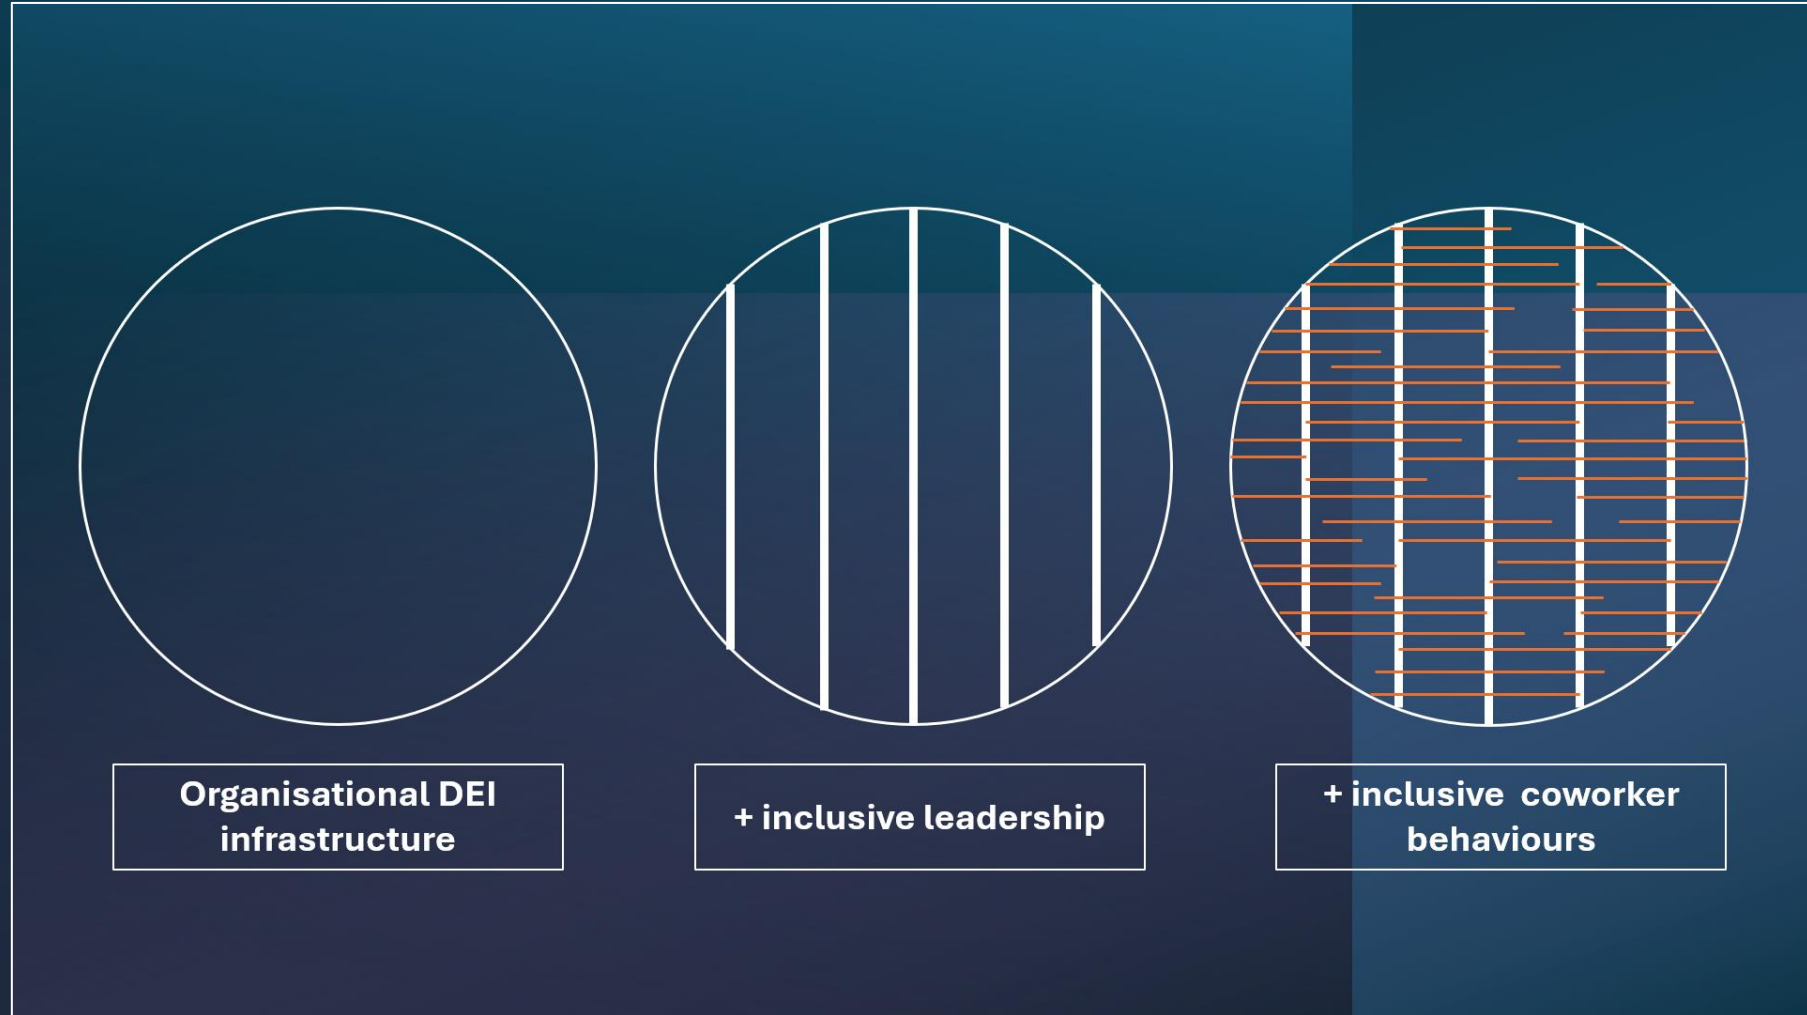 Organisational DEI
infrastructure
+ inclusive leadership
+ inclusive  coworker
behaviours